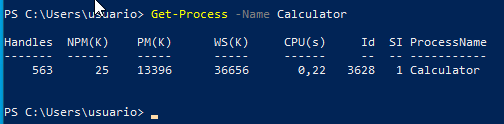 PS C:\Users\usuario> Get-Process -Name Calculator
Handles  NPM(K)    PM(K)      WS(K)     CPU(s)     Id  SI ProcessName
-------  ------    -----      -----     ------     --  -- -----------
    563      25    13396      36656       0,22   3628   1 Calculator
PS C:\Users\usuario>